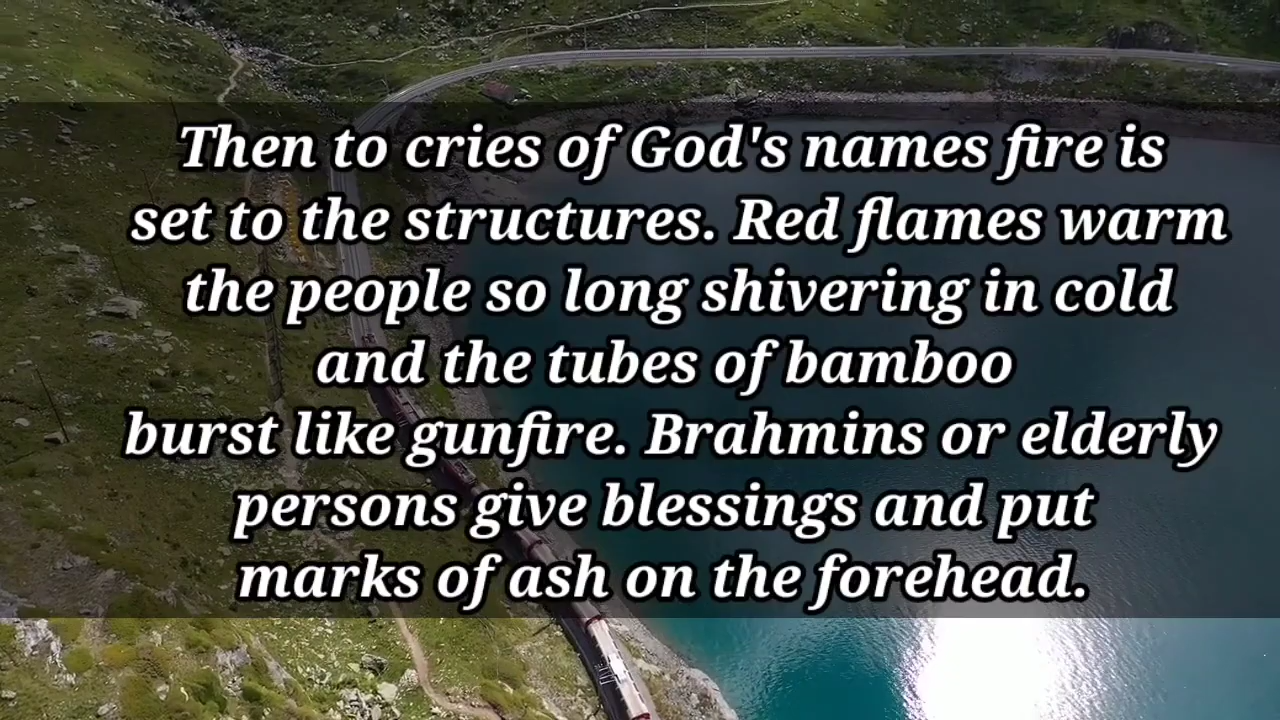 Then to cries of God's names fire is
set to the structures. Red flames warm
the people so long shivering in cold
and the tubes of bamboo
burst like gunfire. Brahmins or elderly
persons give blessings and put
marks of ash on the forehead.